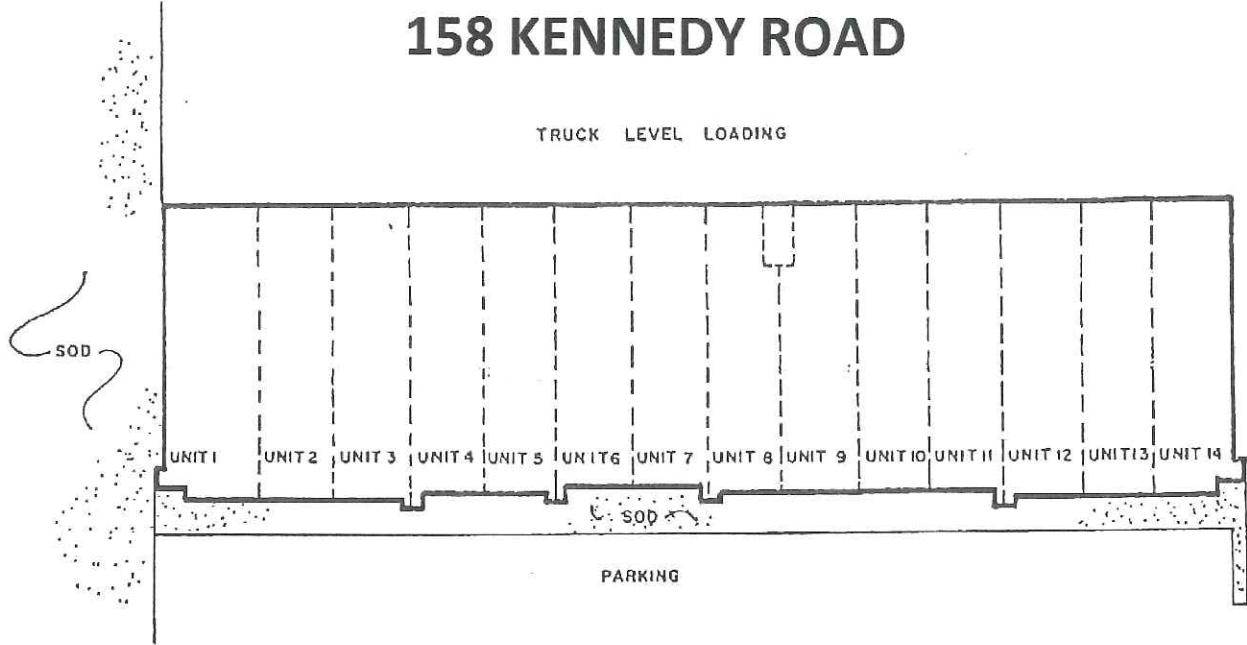 158 KENNEDY ROAD
TRUCK LEVEL LOADING
SOD
UNIT 1 UNIT 2 UNIT 3 UNIT 4 UNIT 5 UNIT 6 UNIT 7 UNIT 8 UNIT 9 UNIT 10 UNIT 11 UNIT 12 UNIT 13 UNIT 14
SOD
PARKING